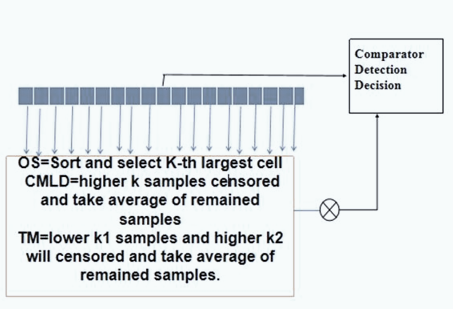 Comparator
Detection
Decision
OS=Sort and select K-th largest cell
CMLD=higher k samples cehsored
and take average of remained
samples
TM=lower k1 samples and higher k2
will censored and take average of
remained samples.